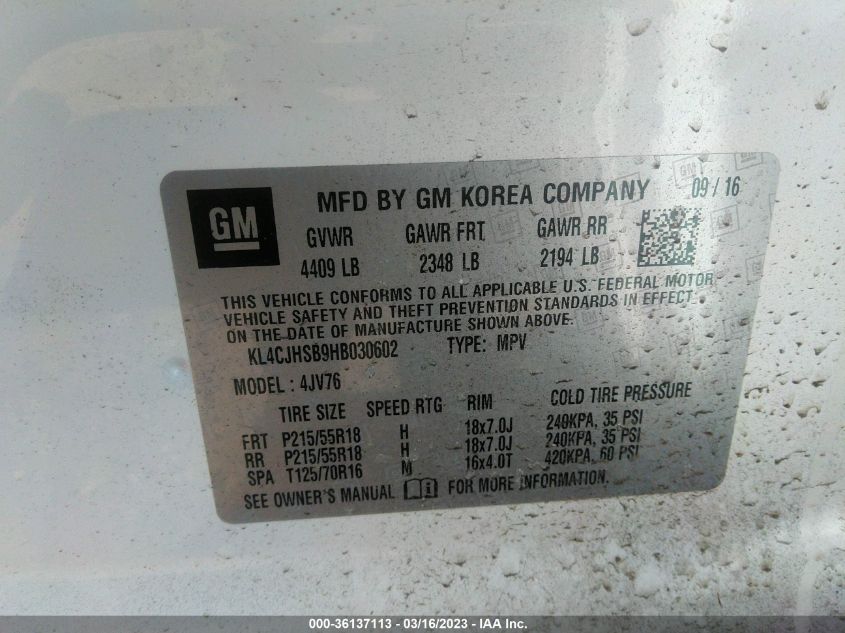 GM
MFD BY GM KOREA COMPANY 09 / 16
GVWR GAWR FRT GAWR RR
4409 LB 2348 LB 2194 LB
THIS VEHICLE CONFORMS TO ALL APPLICABLE U.S. FEDERAL MOTOR
VEHICLE SAFETY AND THEFT PREVENTION STANDARDS IN EFFECT
ON THE DATE OF MANUFACTURE SHOWN ABOVE.
KL4CJHSB9HB030602 TYPE: MPV
MODEL : 4JV76
TIRE SIZE SPEED RTG RIM COLD TIRE PRESSURE
FRT P215/55R18 H 18x7.0J 240KPA, 35 PSI
RR P215/55R18 H 18x7.0J 240KPA, 35 PSI
SPA T125/70R16 M 16x4.0T 420KPA, 60 PSI
SEE OWNER'S MANUAL FOR MORE INFORMATION.
000-36137113 - 03/16/2023 - IAA Inc.